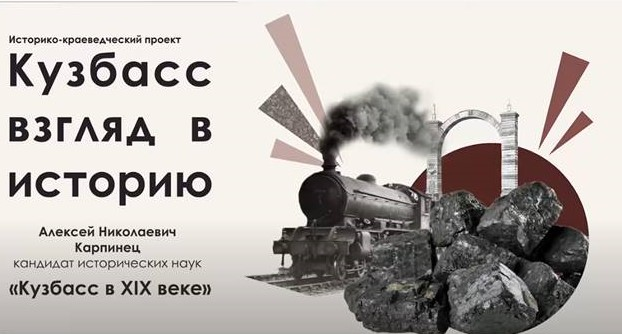 Историко-краеведческий проект
Кузбасс
взгляд в
историю
Алексей Николаевич
Карпинец
кандидат исторических наук
«Кузбасс в XIX веке»